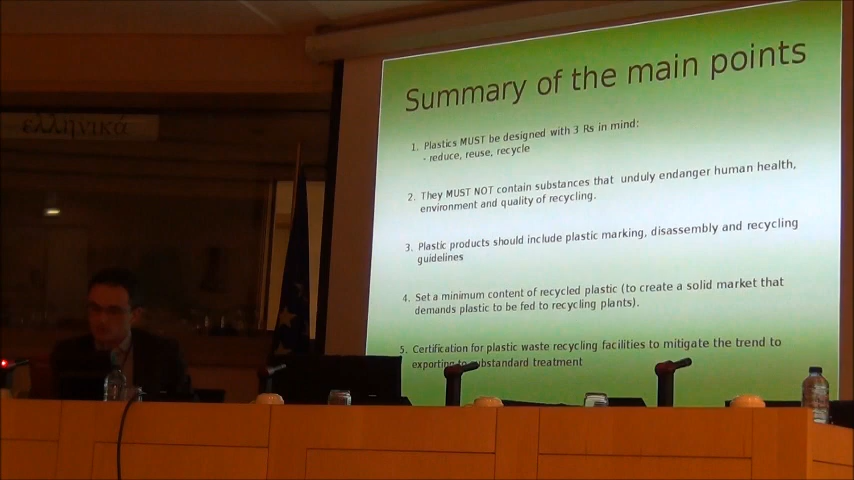 ελληνικά
Summary of the main points
1. Plastics MUST be designed with 3 Rs in mind:
- reduce, reuse, recycle
2. They MUST NOT contain substances that unduly endanger human health,
environment and quality of recycling.
3. Plastic products should include plastic marking, disassembly and recycling
guidelines
4. Set a minimum content of recycled plastic (to create a solid market that
demands plastic to be fed to recycling plants).
5. Certification for plastic waste recycling facilities to mitigate the trend to
exporting to substandard treatment